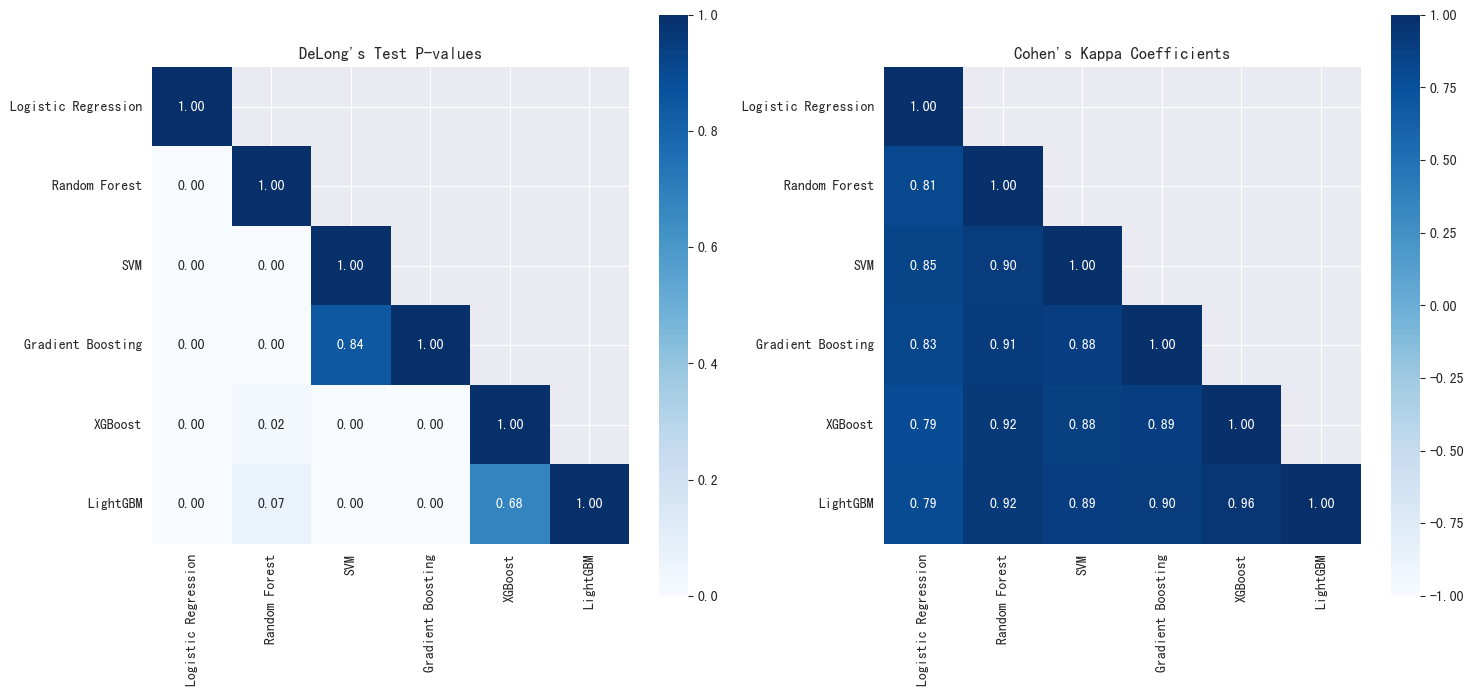 DeLong's Test P-values
Logistic Regression
Random Forest
SVM
Gradient Boosting
XGBoost
LightGBM
1.00
0.00 1.00
0.00 0.00 1.00
0.00 0.00 0.84 1.00
0.00 0.02 0.00 0.00 1.00
0.00 0.07 0.00 0.00 0.68 1.00
Logistic Regression
Random Forest
SVM
Gradient Boosting
XGBoost
LightGBM
1.0
0.8
0.6
0.4
0.2
0.0
Cohen's Kappa Coefficients
Logistic Regression
Random Forest
SVM
Gradient Boosting
XGBoost
LightGBM
1.00
0.81 1.00
0.85 0.90 1.00
0.83 0.91 0.88 1.00
0.79 0.92 0.88 0.89 1.00
0.79 0.92 0.89 0.90 0.96 1.00
Logistic Regression
Random Forest
SVM
Gradient Boosting
XGBoost
LightGBM
1.00
0.75
0.50
0.25
0.00
−0.25
−0.50
−0.75
−1.00